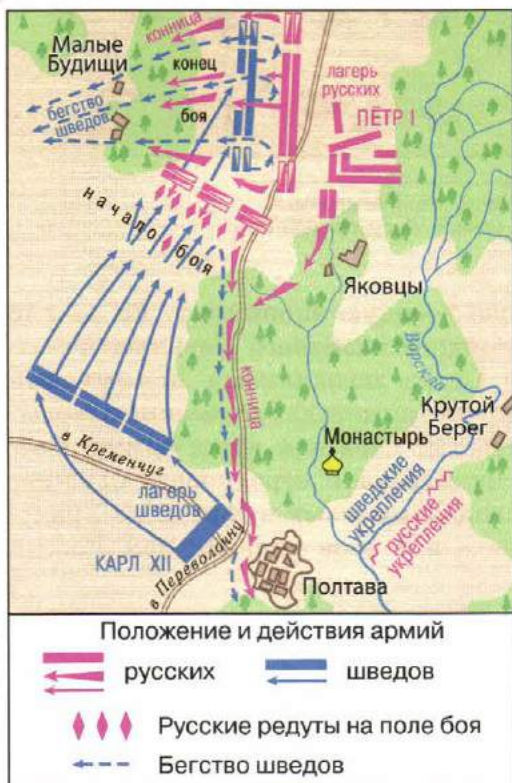 Малые
Будищи
конница
конец
боя
бегство
шведов
лагерь
русских
ПЁТР I
начало боя
Яковцы
Ворскла
конница
Крутой
Берег
Монастырь
в Кременчуг
лагерь
шведов
шведские
укрепления
русские
укрепления
КАРЛ XII
в Переволочну
Полтава
Положение и действия армий
русских
шведов
Русские редуты на поле боя
Бегство шведов